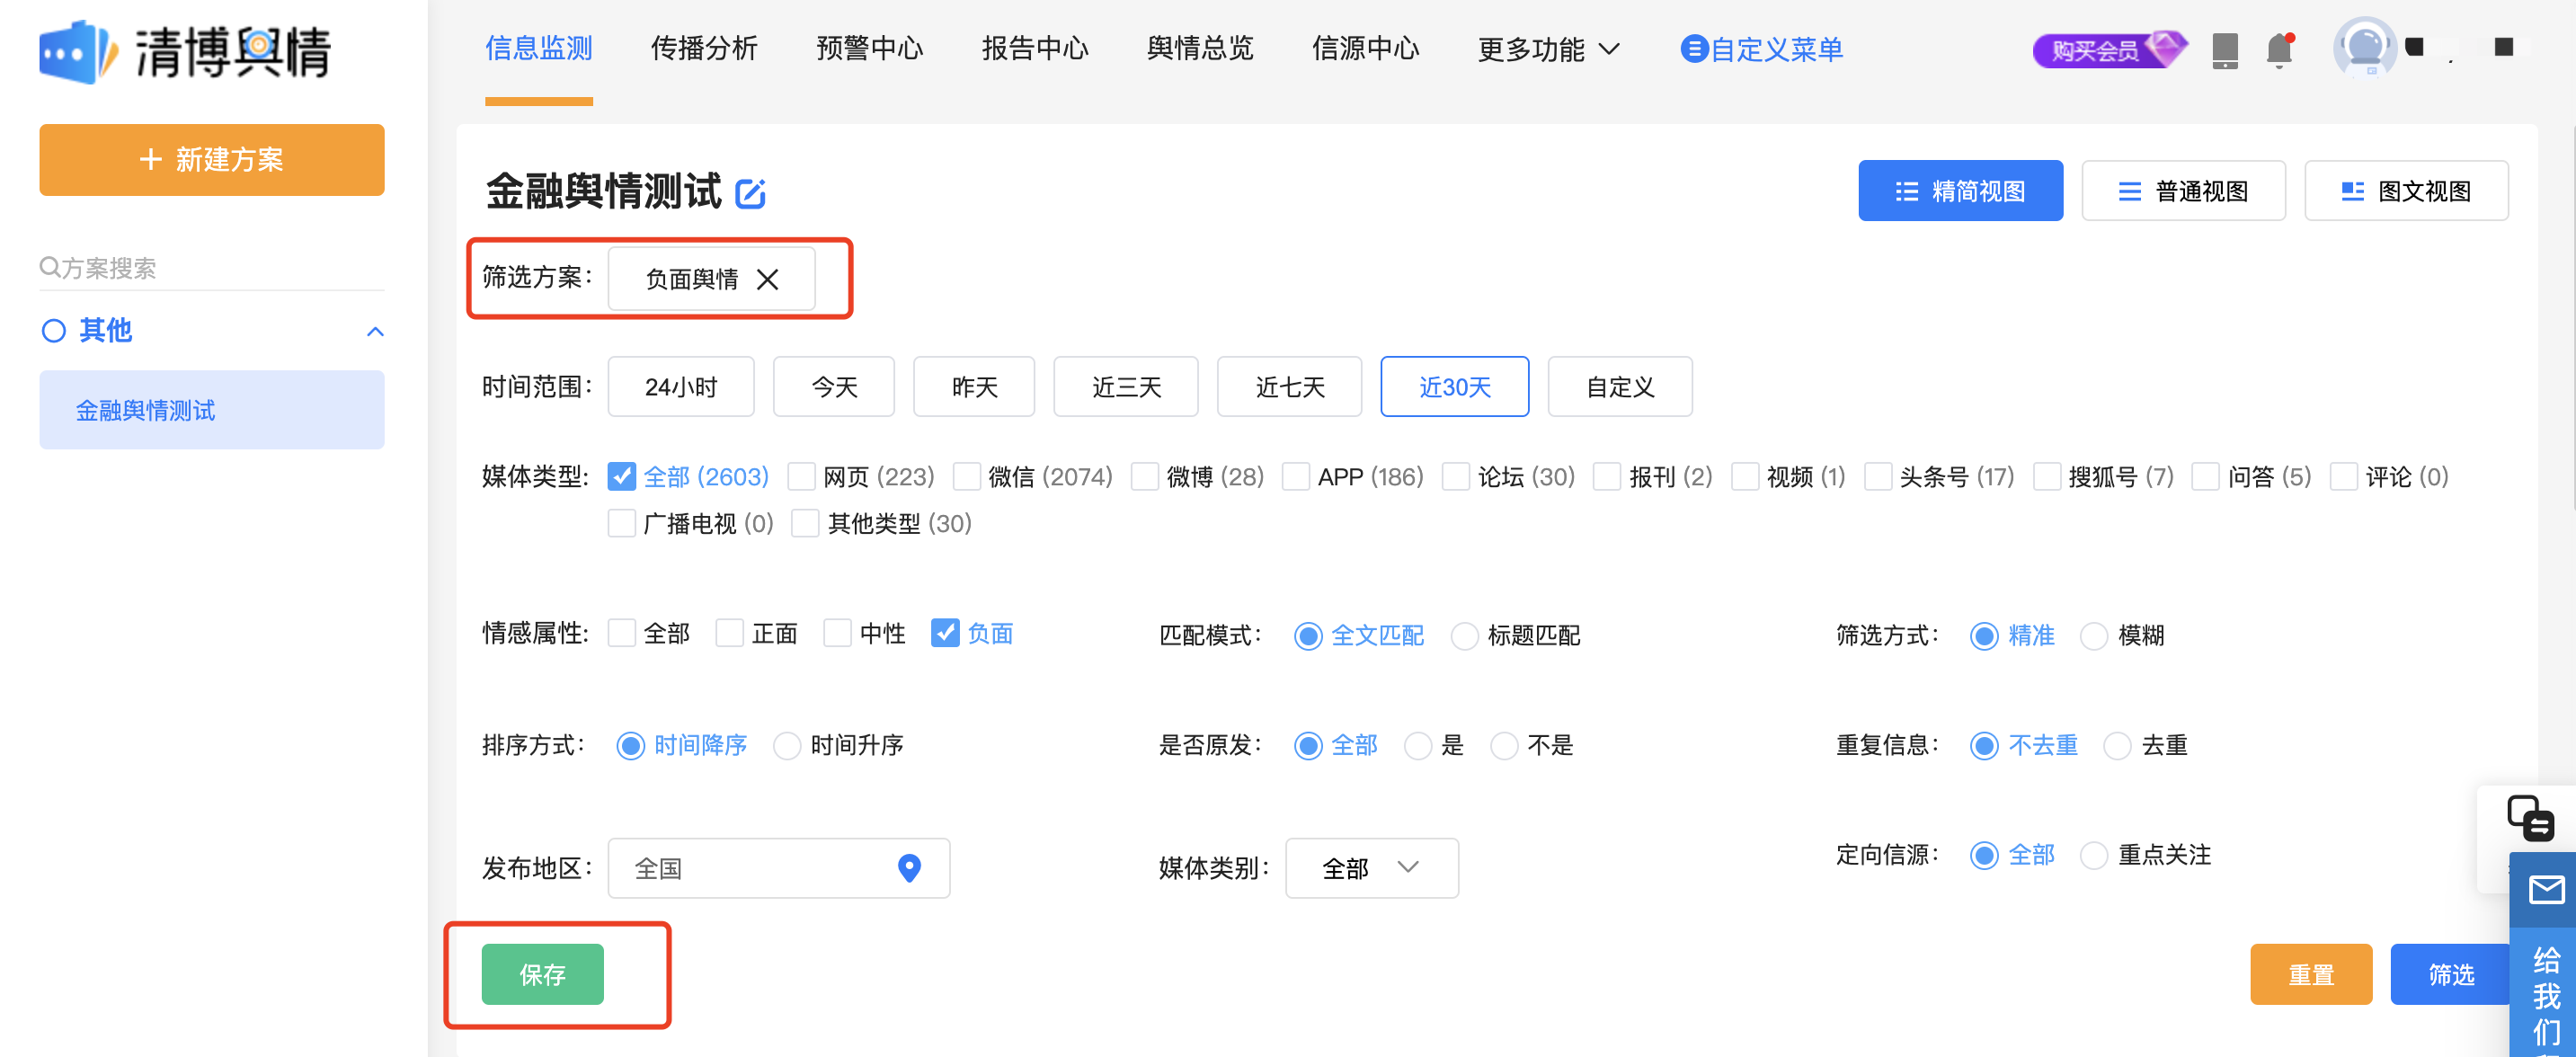 清博舆情
信息监测 传播分析 预警中心 报告中心 舆情总览 信源中心 更多功能 自定义菜单 购买会员
+ 新建方案
方案搜索
其他
金融舆情测试
金融舆情测试
精简视图 普通视图 图文视图
筛选方案： 负面舆情
时间范围： 24小时 今天 昨天 近三天 近七天 近30天 自定义
媒体类型: 全部 (2603) 网页 (223) 微信 (2074) 微博 (28) APP (186) 论坛 (30) 报刊 (2) 视频 (1) 头条号 (17) 搜狐号 (7) 问答 (5) 评论 (0)
广播电视 (0) 其他类型 (30)
情感属性: 全部 正面 中性 负面 匹配模式： 全文匹配 标题匹配 筛选方式： 精准 模糊
排序方式： 时间降序 时间升序 是否原发： 全部 是 不是 重复信息： 不去重 去重
发布地区： 全国 媒体类别： 全部 定向信源： 全部 重点关注
保存 重置 筛选
给
我
们